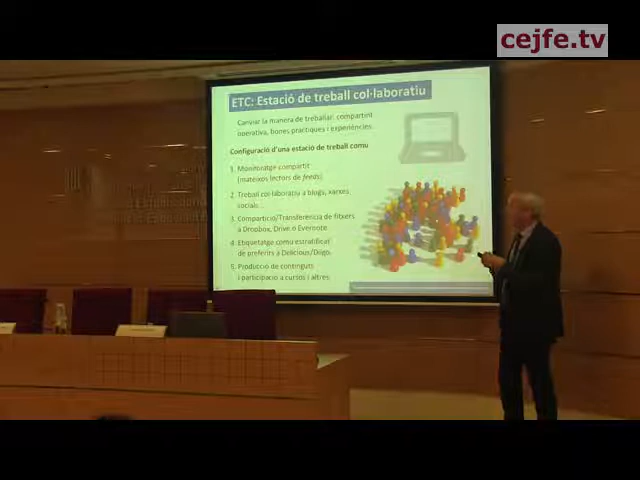 cejfe.tv
ETC: Estació de treball col·laboratiu
Canviar la manera de treballar, compartint
operativa, bones pràctiques i experiències.
Configuració d'una estació de treball comú
1. Monitoratge compartit
(mateixos lectors de feeds).
2. Treball col·laboratiu a blogs, xarxes
socials...
3. Compartició/Transferència de fitxers
a Dropbox, Drive o Evernote.
4. Etiquetatge comú estratificat
de preferits a Delicious/Diigo.
5. Producció de continguts
i participació a cursos i altres.